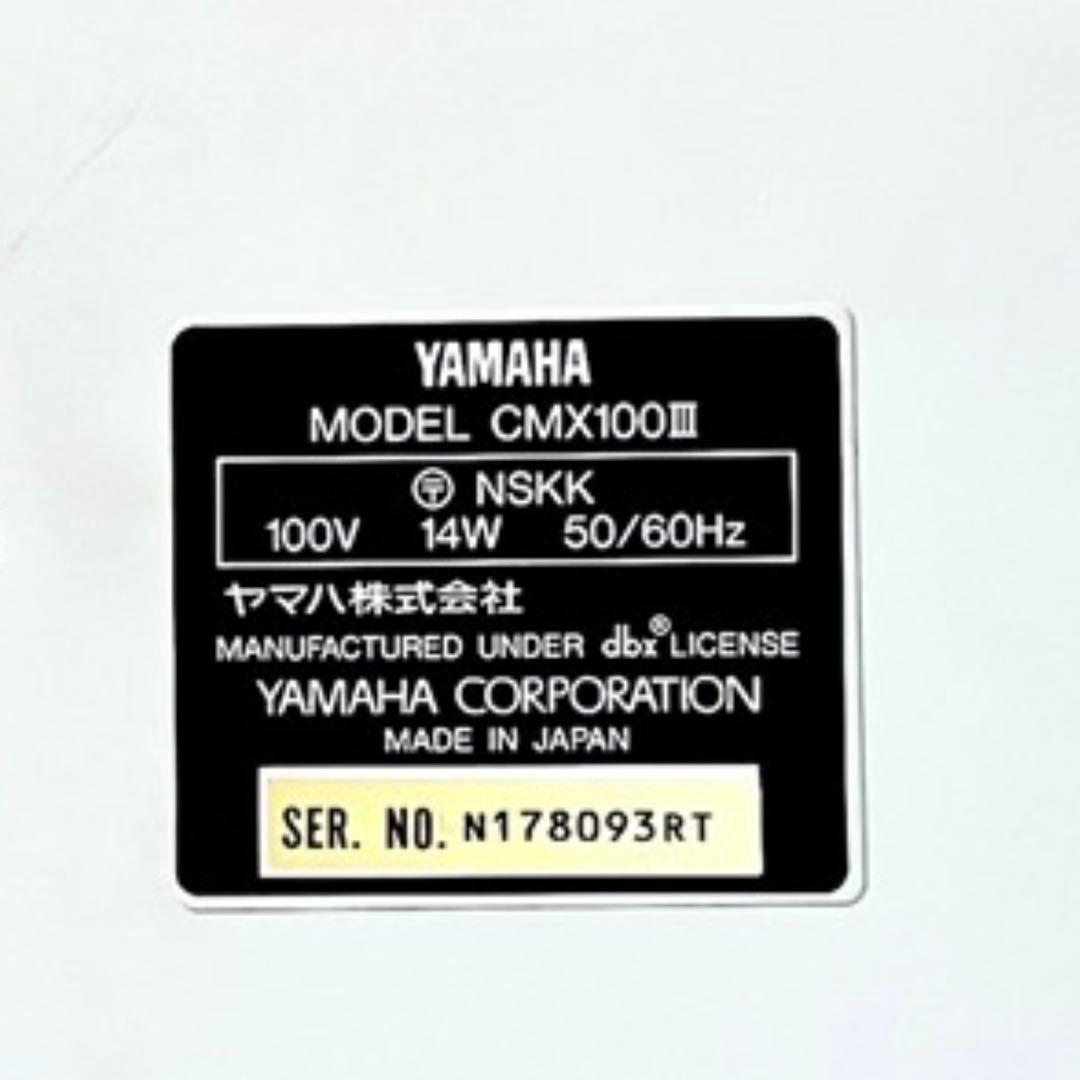 YAMAHA
MODEL CMX100Ⅲ
〶 NSKK
100V 14W 50/60Hz
ヤマハ株式会社
MANUFACTURED UNDER dbx® LICENSE
YAMAHA CORPORATION
MADE IN JAPAN
SER. NO. N178093RT